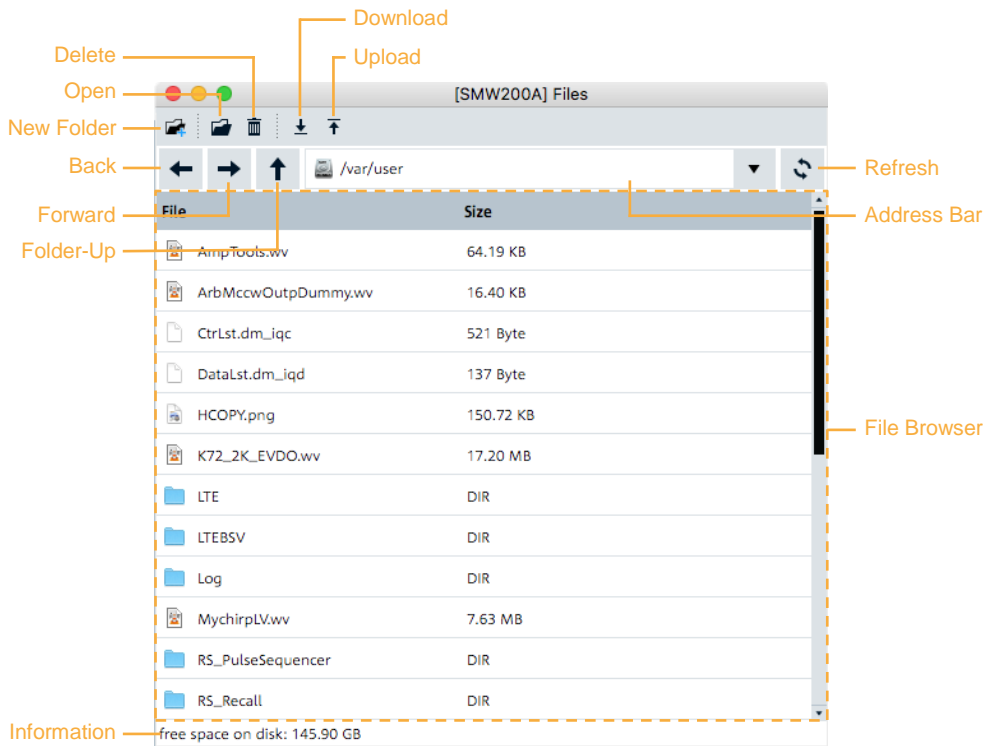 Download
Delete
Upload
Open
[SMW200A] Files
New Folder
Back
/var/user
Refresh
Forward
File Size
Address Bar
Folder-Up
AmpTools.wv 64.19 KB
ArbMccwOutpDummy.wv 16.40 KB
CtrLst.dm_iqc 521 Byte
DataLst.dm_iqd 137 Byte
HCOPY.png 150.72 KB
File Browser
K72_2K_EVDO.wv 17.20 MB
LTE DIR
LTEBSV DIR
Log DIR
MychirpLV.wv 7.63 MB
RS_PulseSequencer DIR
RS_Recall DIR
Information
free space on disk: 145.90 GB